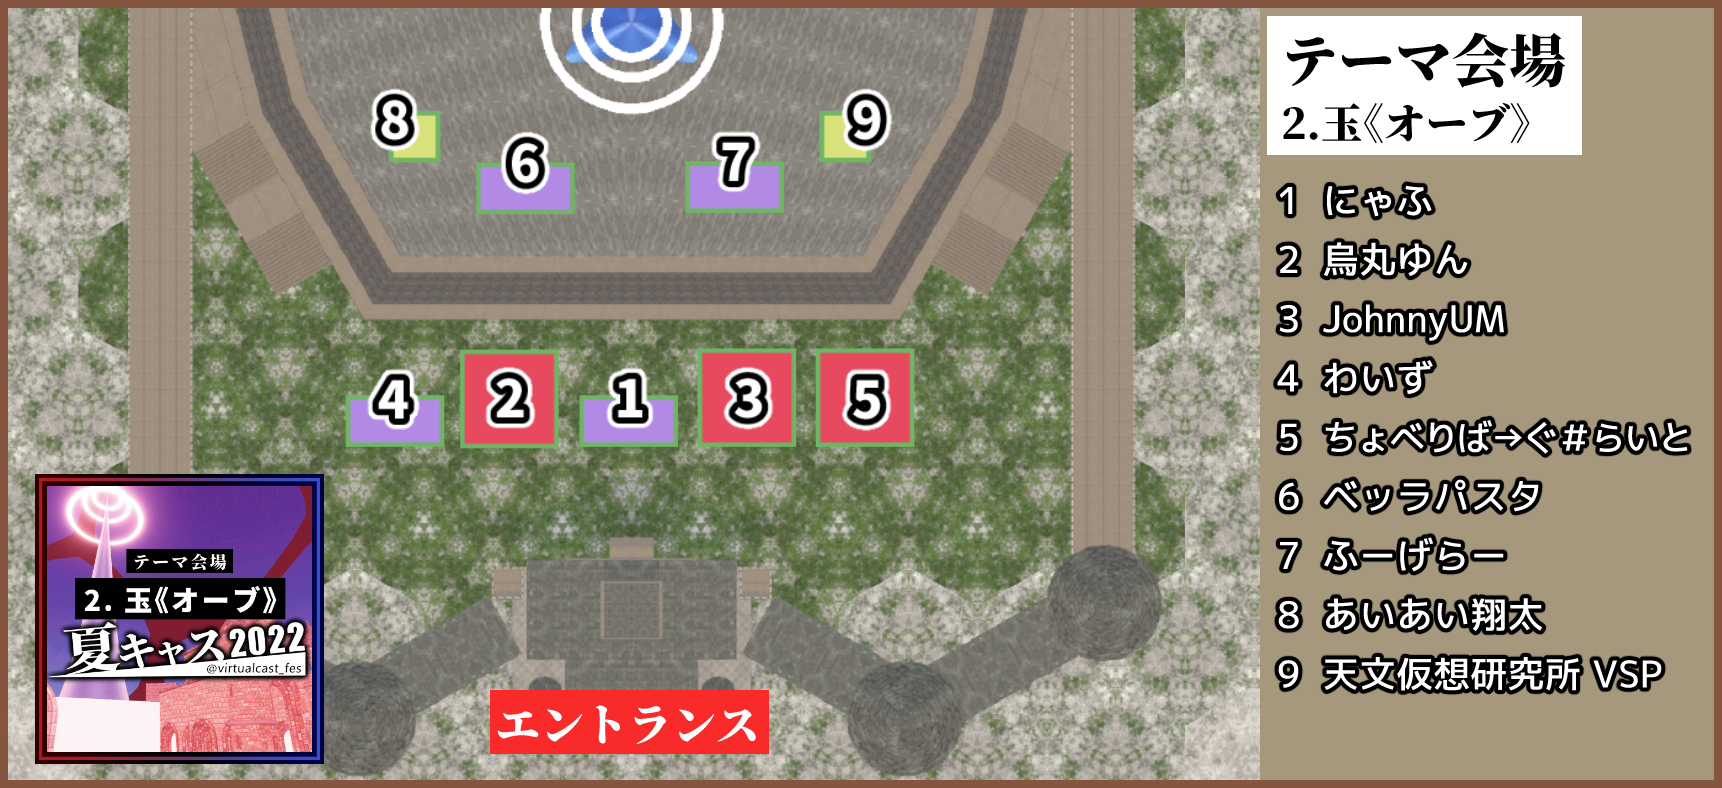 テーマ会場
2.玉《オーブ》
1 にゃふ
2 烏丸ゆん
3 JohnnyUM
4 わいず
5 ちょべりば→ぐ#らいと
6 ベッラパスタ
7 ふーげらー
8 あいあい翔太
9 天文仮想研究所 VSP
8
9
6
7
4
2
1
3
5
エントランス
テーマ会場
2. 玉《オーブ》
夏キャス2022
@virtualcast_fes